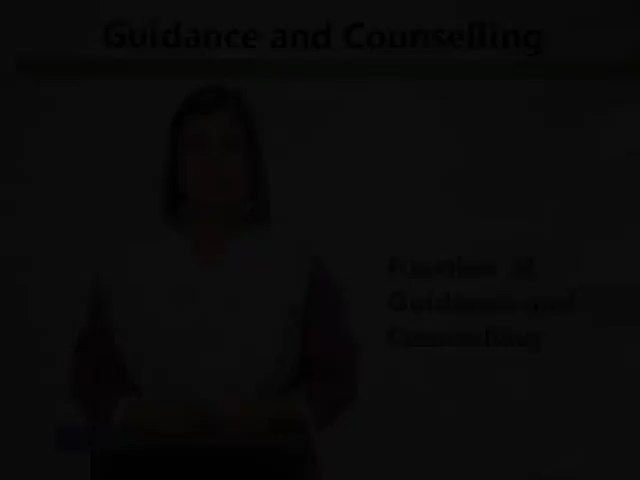 Guidance and Counselling
Function of
Guidance and
Counselling